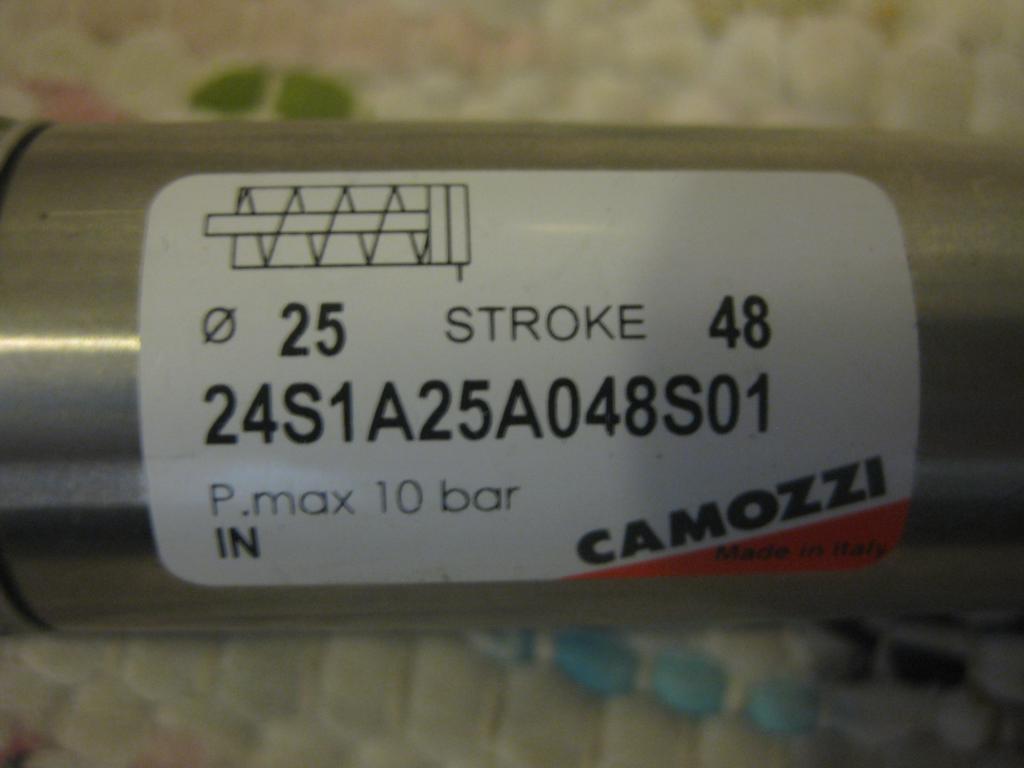 Ø 25 STROKE 48
24S1A25A048S01
P.max 10 bar
IN
CAMOZZI
Made in Italy